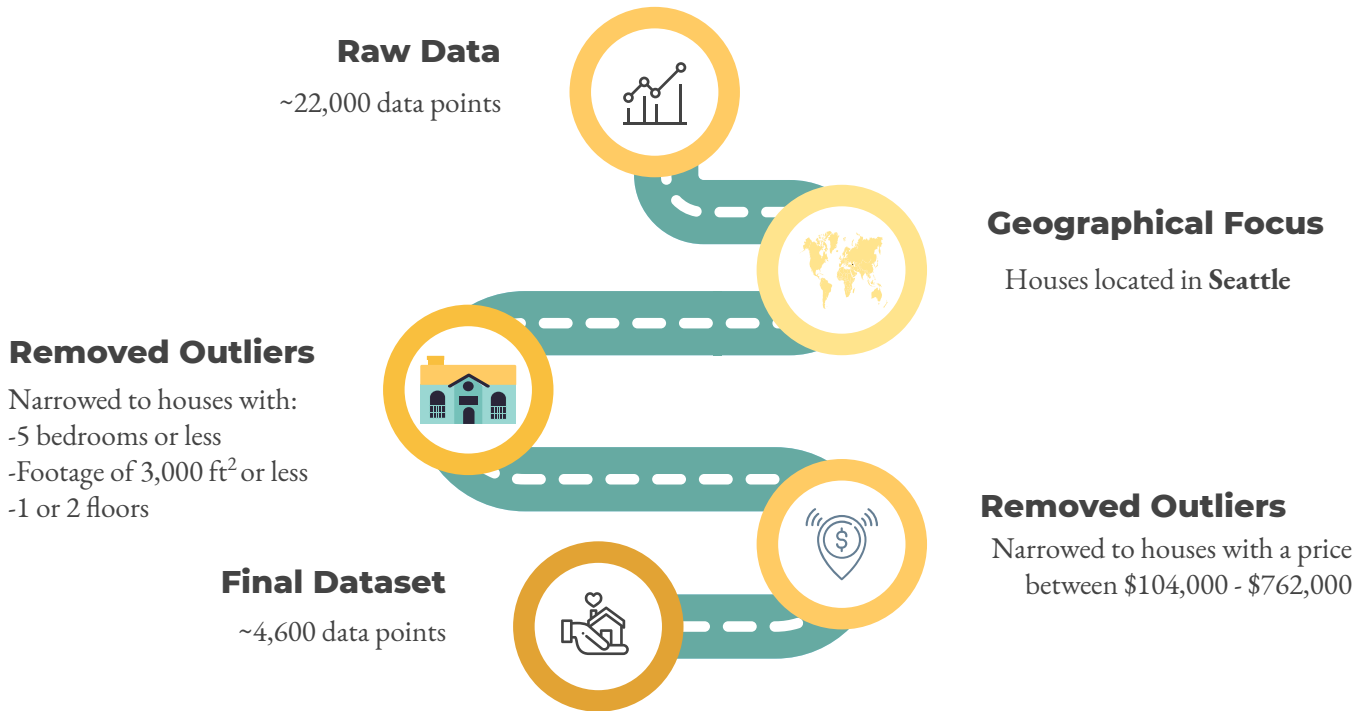 Raw Data
~22,000 data points
Geographical Focus
Houses located in Seattle
Removed Outliers
Narrowed to houses with:
-5 bedrooms or less
-Footage of 3,000 ft² or less
-1 or 2 floors
Removed Outliers
Narrowed to houses with a price
between $104,000 - $762,000
Final Dataset
~4,600 data points
$